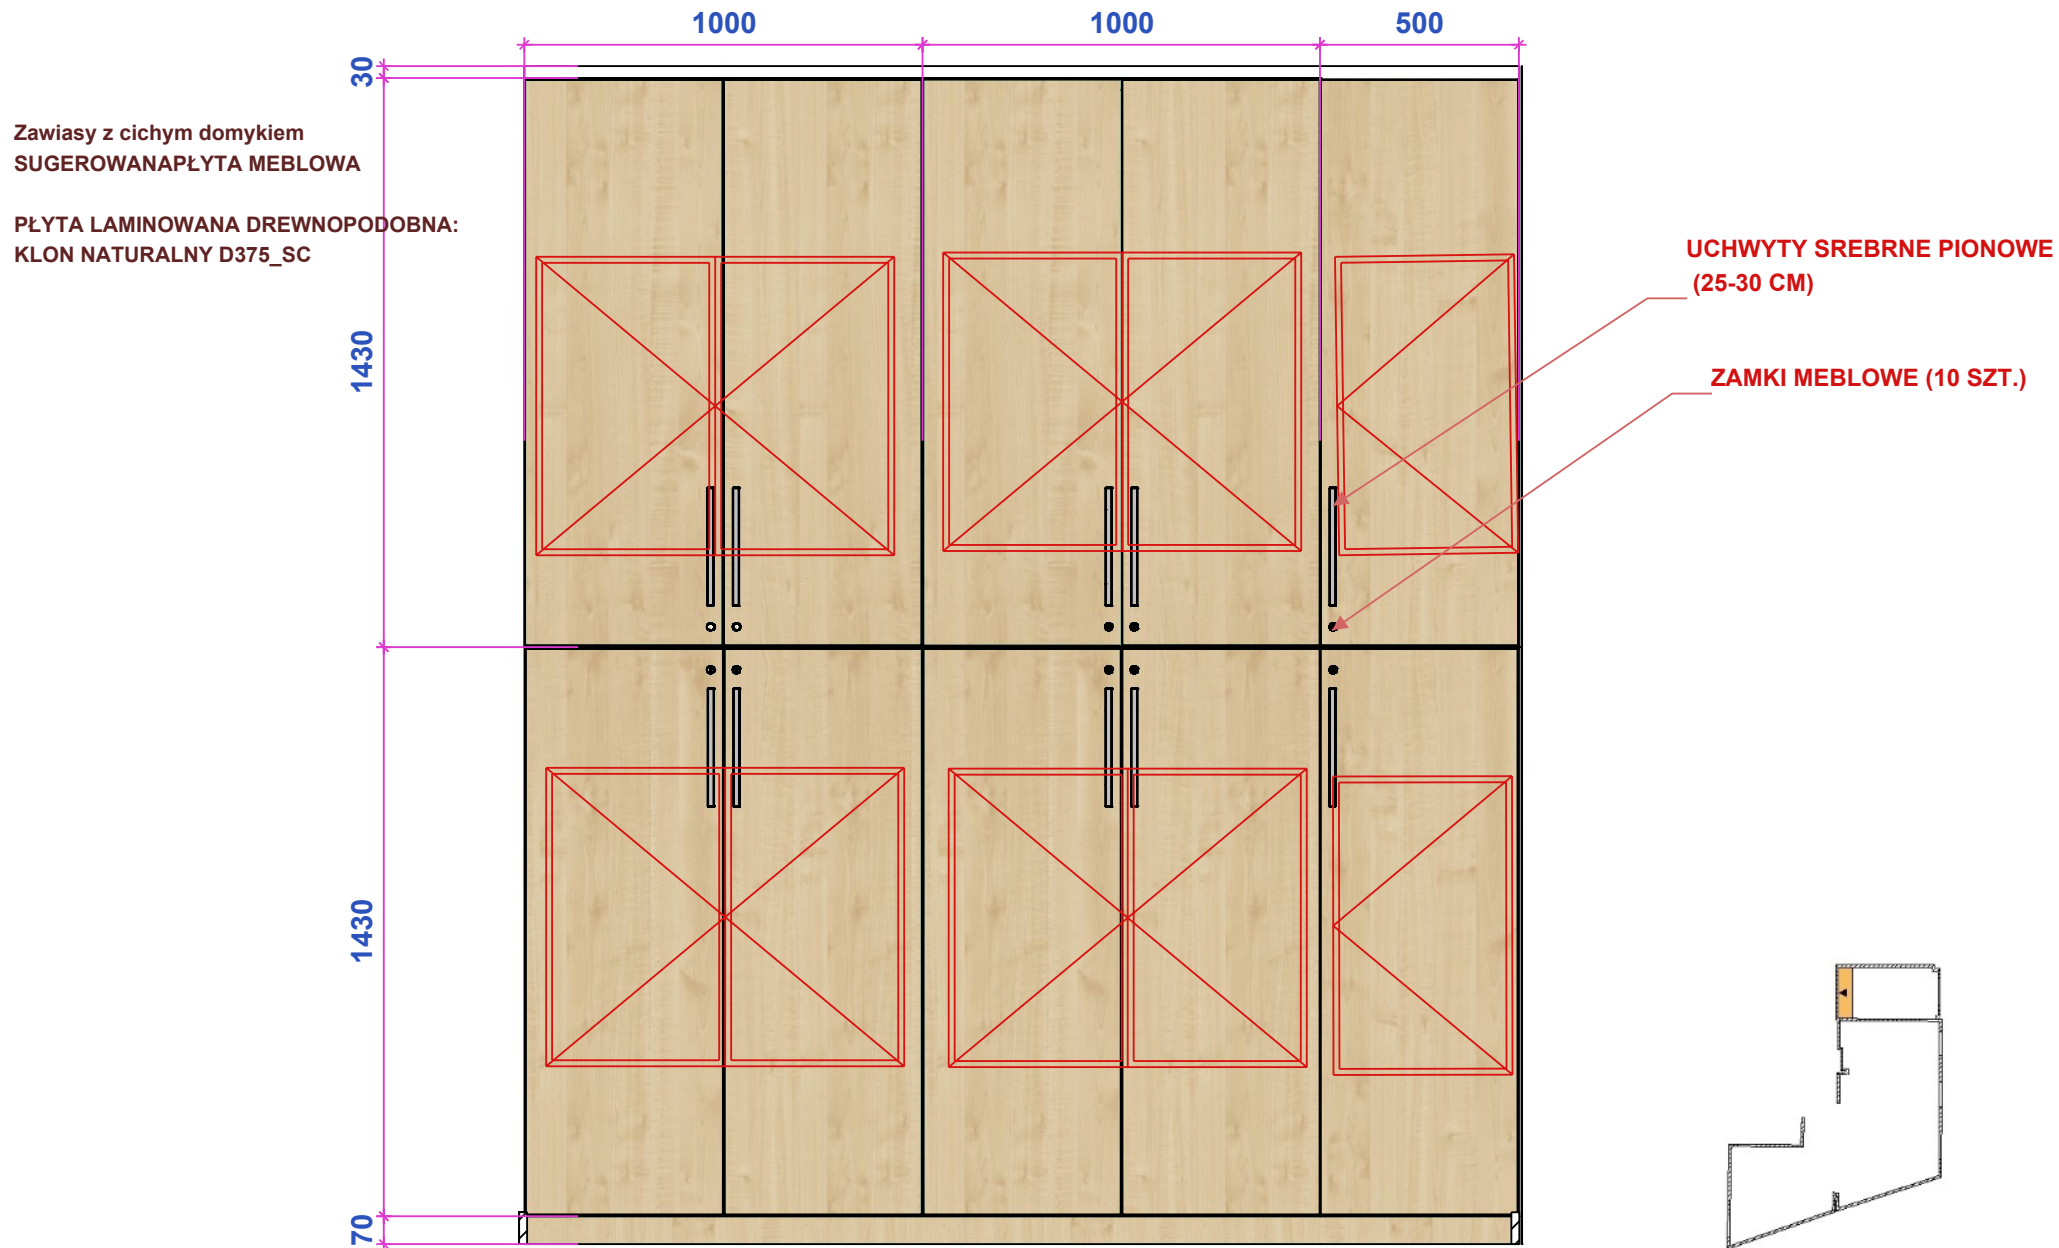 1000
1000
500
30
Zawiasy z cichym domykiem
SUGEROWANAPŁYTA MEBLOWA
PŁYTA LAMINOWANA DREWNOPODOBNA:
KLON NATURALNY D375_SC
UCHWYTY SREBRNE PIONOWE
(25-30 CM)
1430
ZAMKI MEBLOWE (10 SZT.)
1430
70